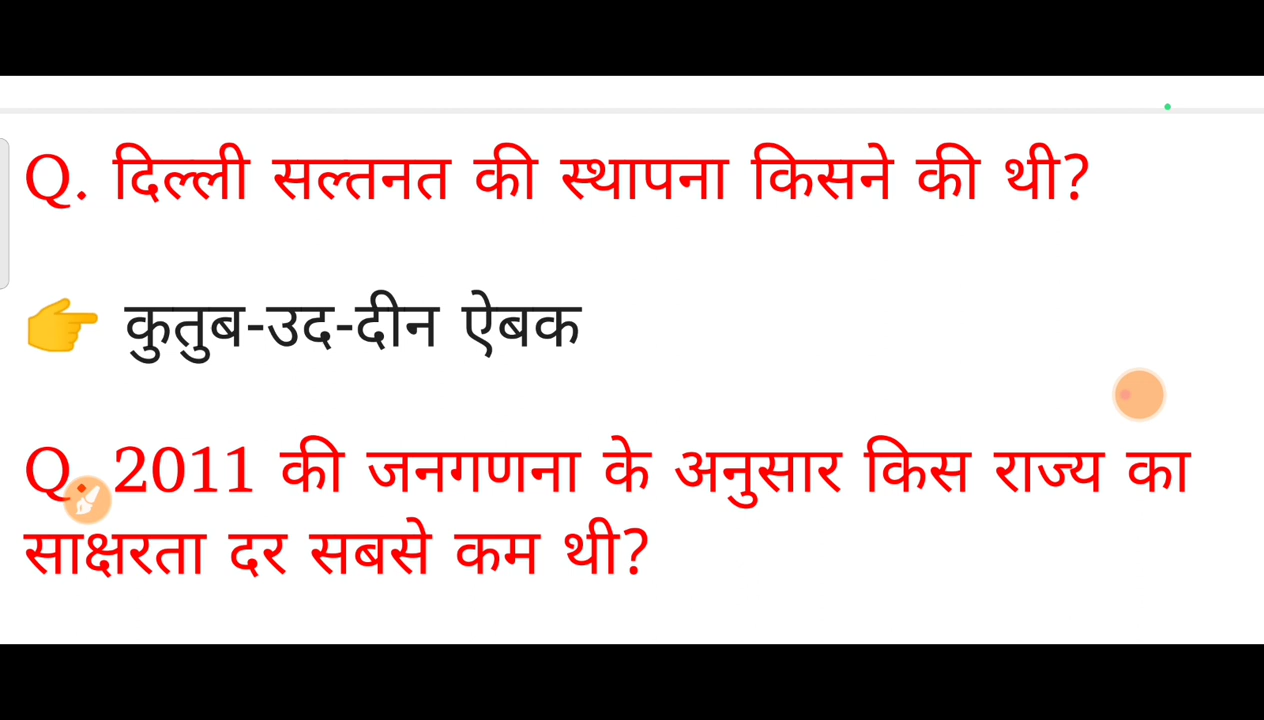 Q. दिल्ली सल्तनत की स्थापना किसने की थी?
👉 कुतुब-उद-दीन ऐबक
Q. 2011 की जनगणना के अनुसार किस राज्य का
साक्षरता दर सबसे कम थी?